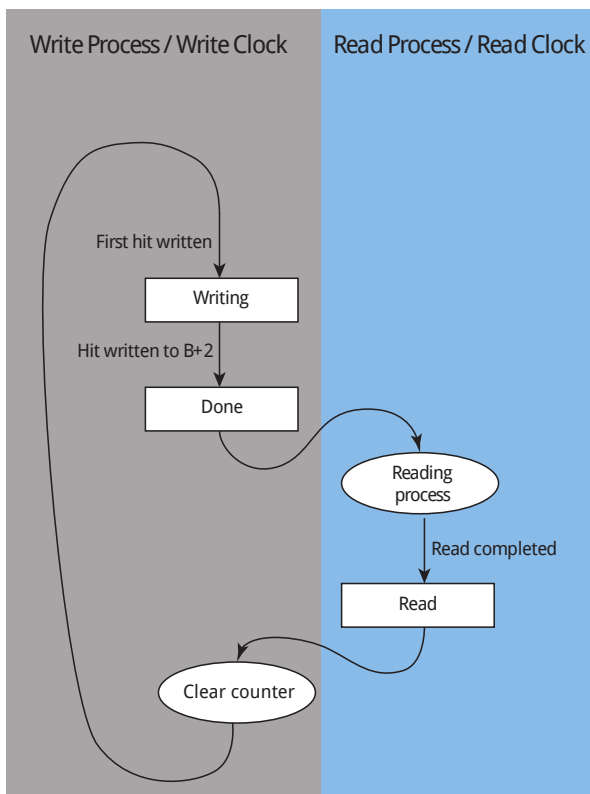 Write Process / Write Clock
Read Process / Read Clock
First hit written
Writing
Hit written to B+2
Done
Reading
process
Read completed
Read
Clear counter